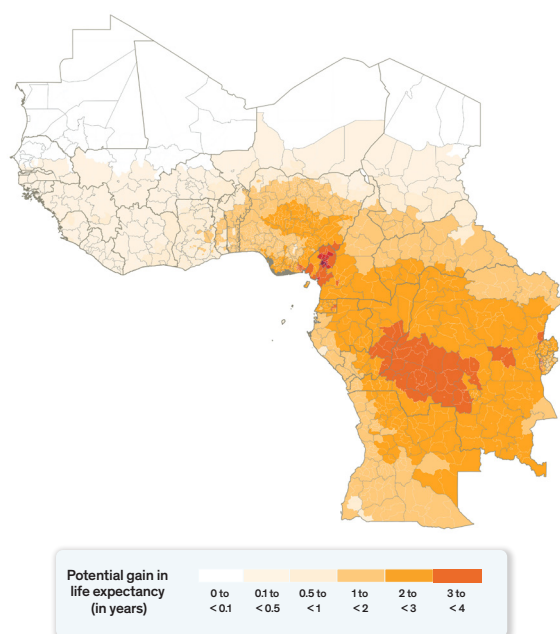 Potential gain in
life expectancy
(in years)
0 to
< 0.1
0.1 to
< 0.5
0.5 to
< 1
1 to
< 2
2 to
< 3
3 to
< 4